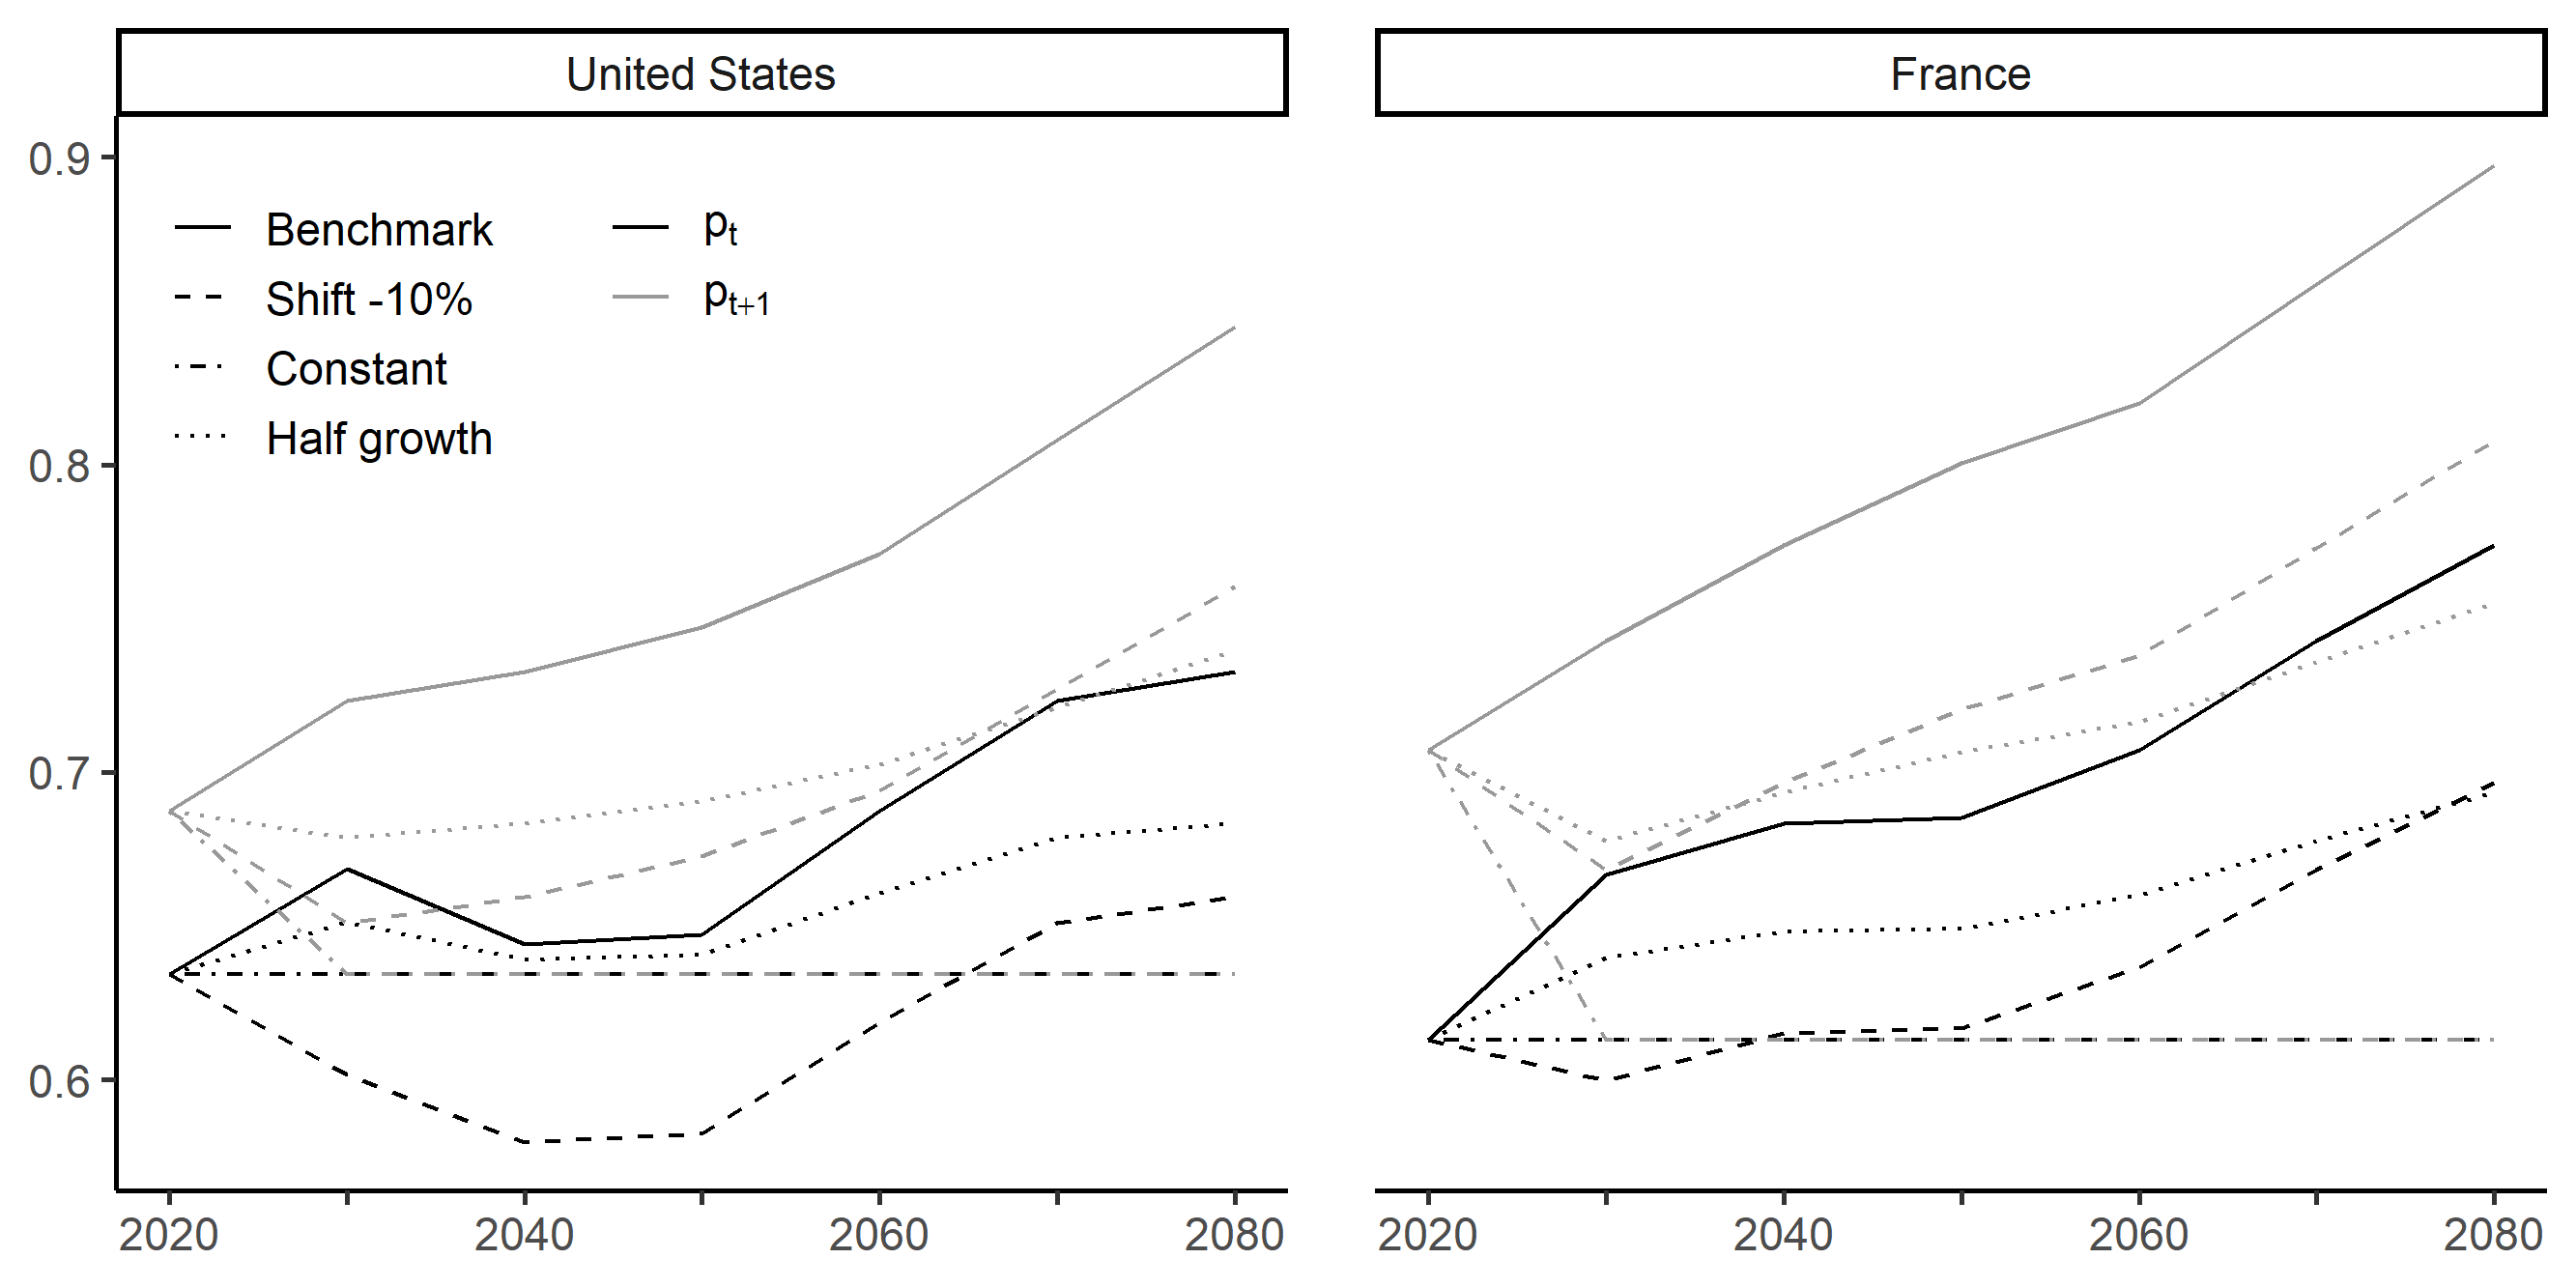 United States
France
0.9
0.8
0.7
0.6
Benchmark
Shift -10%
Constant
Half growth
pt
pt+1
2020 2040 2060 2080
2020 2040 2060 2080